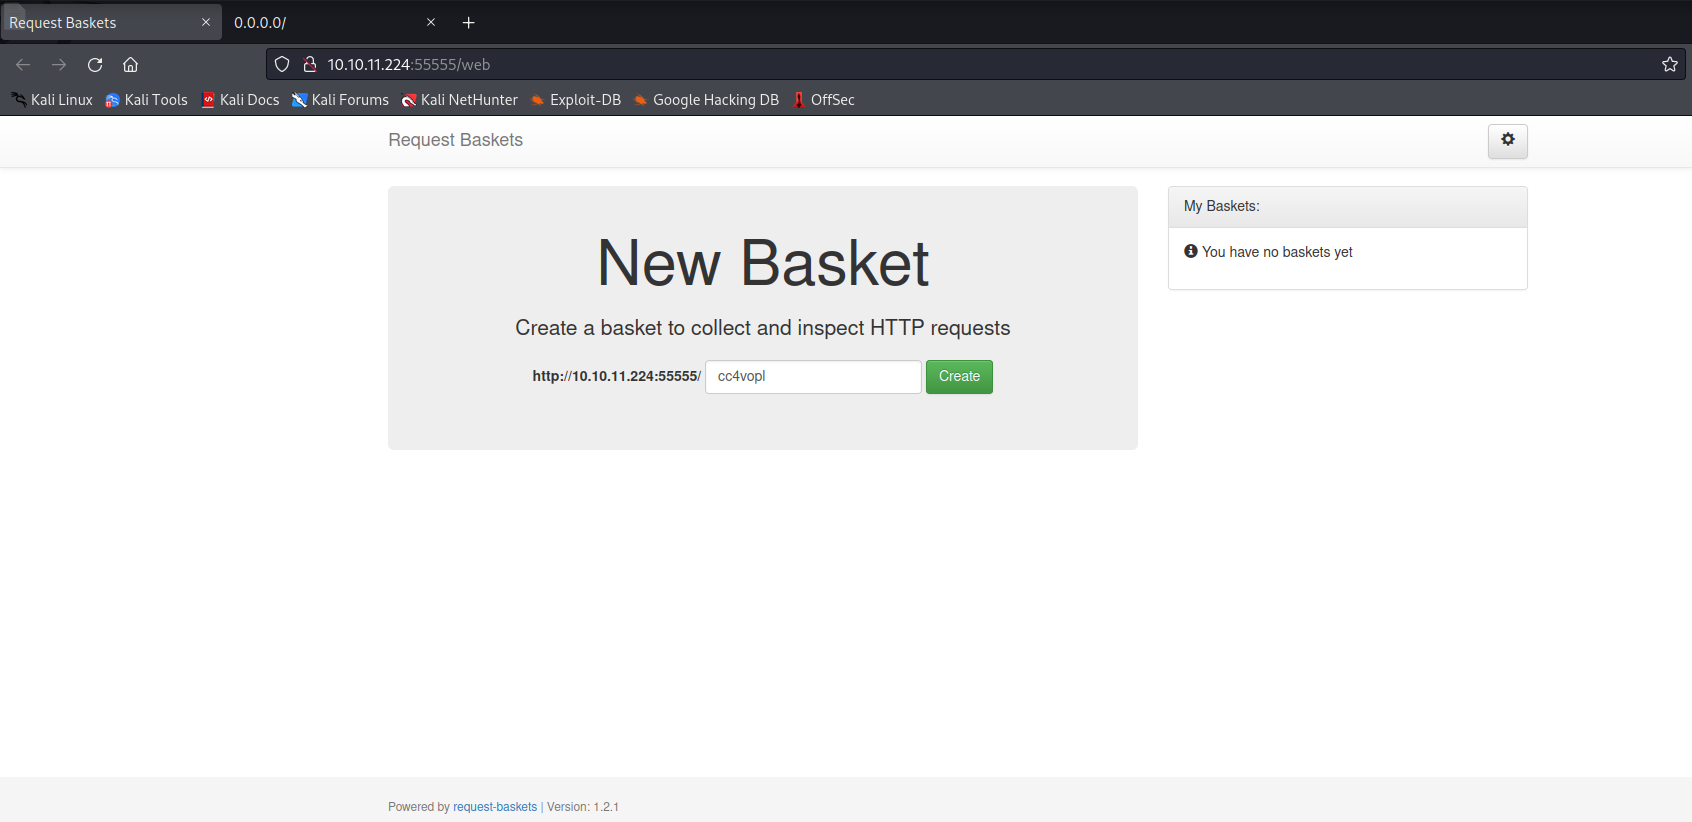 Request Baskets
0.0.0.0/
10.10.11.224:55555/web
Kali Linux Kali Tools Kali Docs Kali Forums Kali NetHunter Exploit-DB Google Hacking DB OffSec
Request Baskets
New Basket
Create a basket to collect and inspect HTTP requests
http://10.10.11.224:55555/ cc4vopl Create
My Baskets:
You have no baskets yet
Powered by request-baskets | Version: 1.2.1